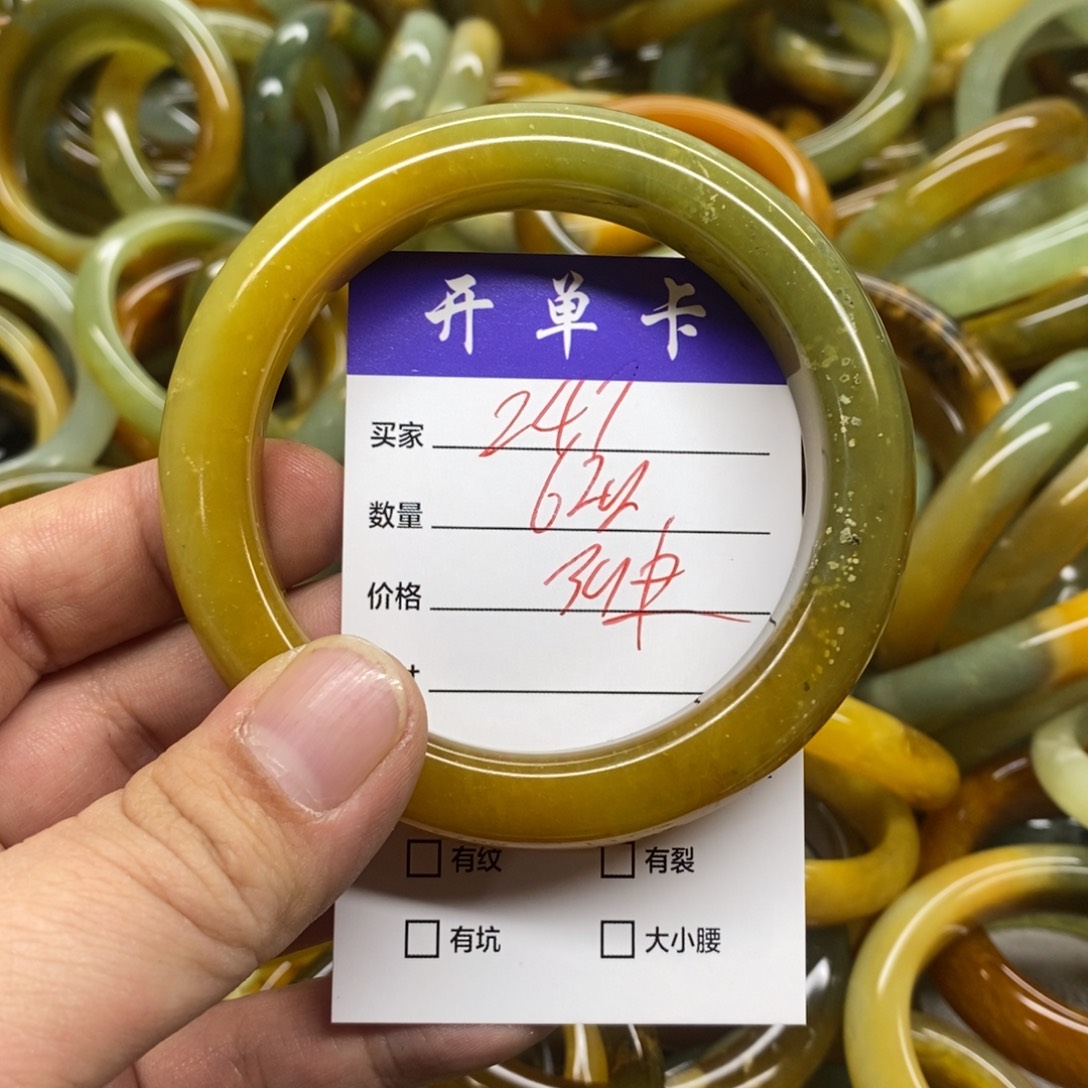 开单卡
买家 247
数量
价格
有纹 有裂
有坑 大小腰